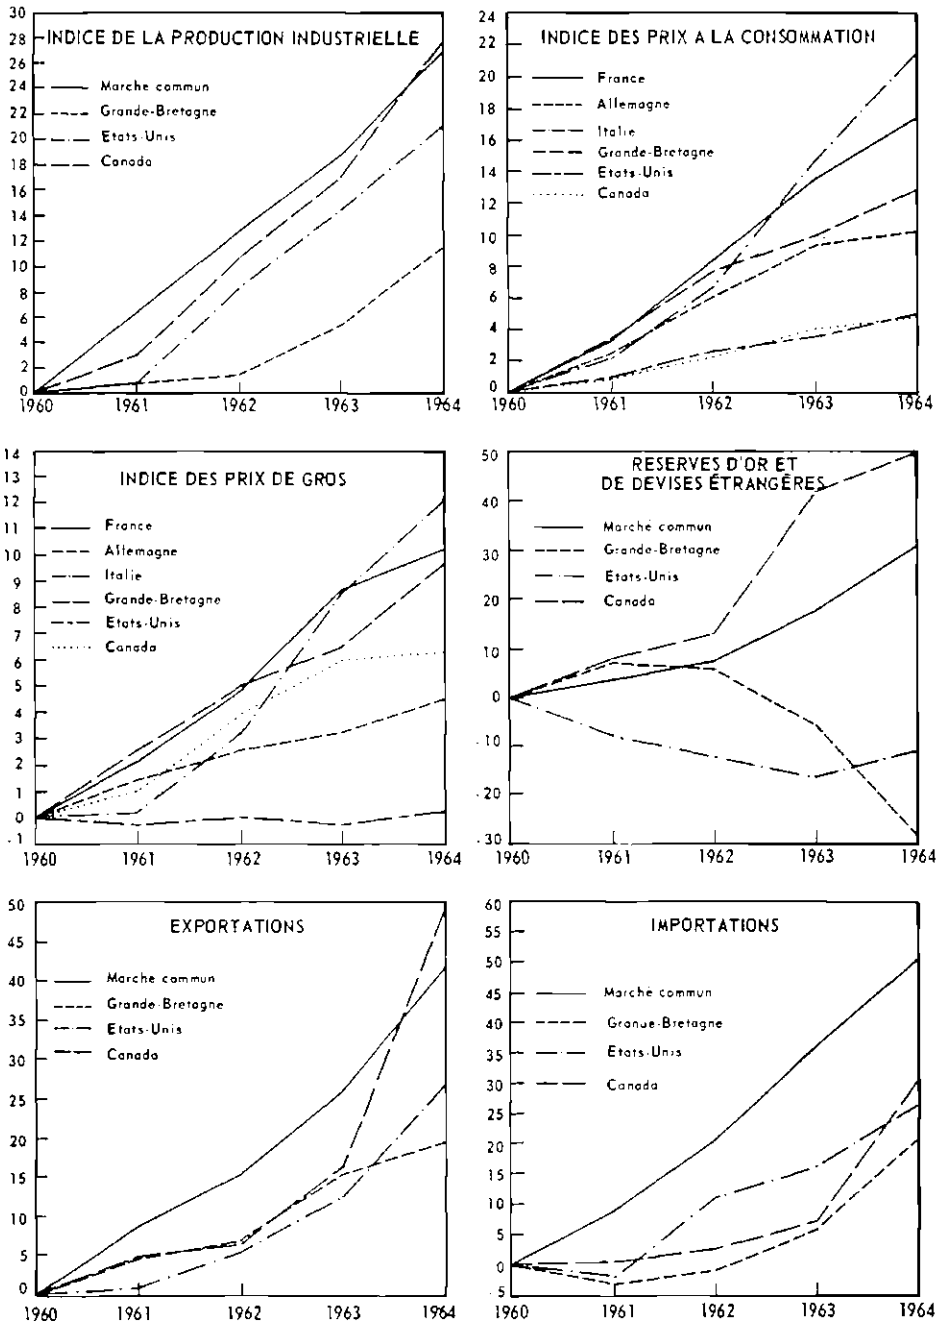 INDICE DE LA PRODUCTION INDUSTRIELLE
30
28
26
24
22
20
18
16
14
12
10
8
6
4
2
0
Marche commun
Grande-Bretagne
Etats-Unis
Canada
1960 1961 1962 1963 1964
INDICE DES PRIX A LA CONSOMMATION
24
22
20
18
16
14
12
10
8
6
4
2
0
France
Allemagne
Italie
Grande-Bretagne
Etats-Unis
Canada
1960 1961 1962 1963 1964
INDICE DES PRIX DE GROS
14
13
12
11
10
9
8
7
6
5
4
3
2
1
0
-1
France
Allemagne
Italie
Grande-Bretagne
Etats-Unis
Canada
1960 1961 1962 1963 1964
RESERVES D'OR ET
DE DEVISES ÉTRANGÈRES
50
40
30
20
10
0
-10
-20
-30
Marché commun
Grande-Bretagne
Etats-Unis
Canada
1960 1961 1962 1963 1964
EXPORTATIONS
50
45
40
35
30
25
20
15
10
5
0
Marche commun
Grande-Bretagne
Etats-Unis
Canada
1960 1961 1962 1963 1964
IMPORTATIONS
60
55
50
45
40
35
30
25
20
15
10
5
0
5
Marché commun
Granue-Bretagne
Etats-Unis
Canada
1960 1961 1962 1963 1964